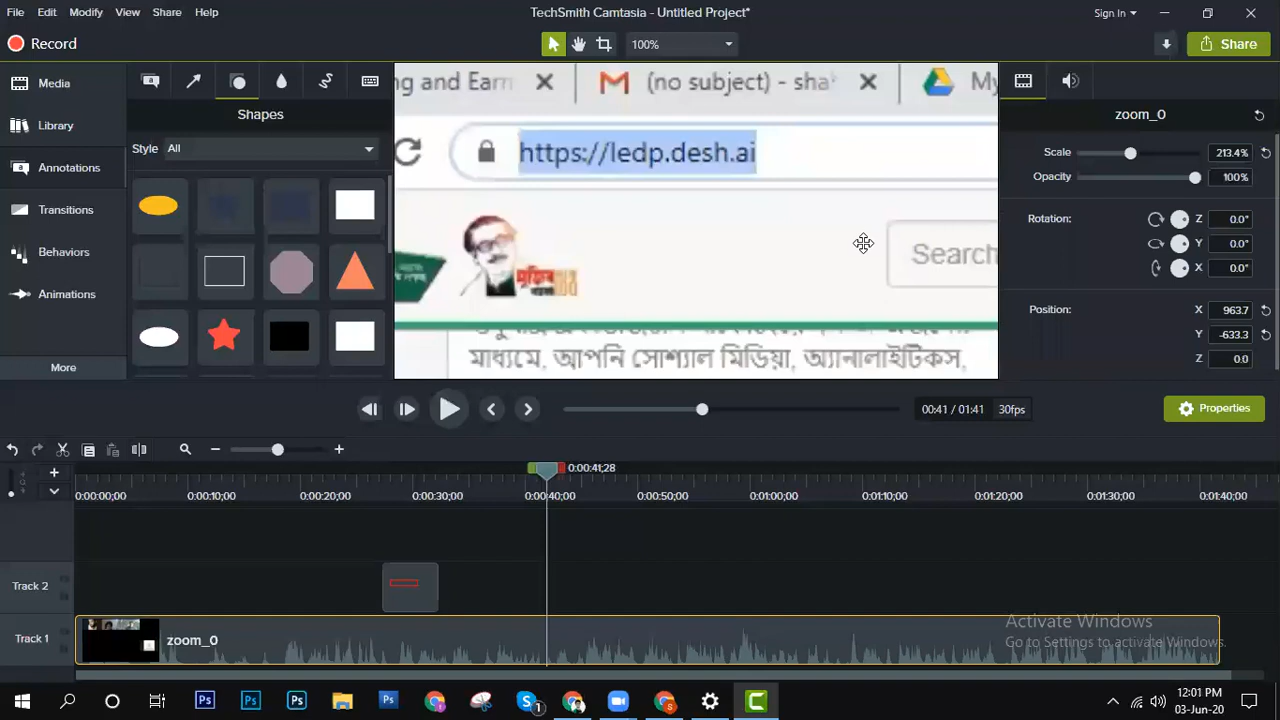 File Edit Modify View Share Help TechSmith Camtasia - Untitled Project* Sign In
Record 100% Share
Media
Library
Annotations
Transitions
Behaviors
Animations
More
Shapes
Style All
ng and Earn (no subject) - sha My
https://ledp.desh.ai
Search
মাধ্যমে, আপনি সোশ্যাল মিডিয়া, অ্যানালাইটিকস,
zoom_0
Scale 213.4%
Opacity 100%
Rotation: Z 0.0°
Y 0.0°
X 0.0°
Position: X 963.7
Y -633.3
Z 0.0
00:41 / 01:41 30fps Properties
0:00:41;28
0:00:00;00 0:00:10;00 0:00:20;00 0:00:30;00 0:00:40;00 0:00:50;00 0:01:00;00 0:01:10;00 0:01:20;00 0:01:30;00 0:01:40;00
Track 2
Track 1 zoom_0
Activate Windows
Go to Settings to activate Windows.
12:01 PM
03-Jun-20